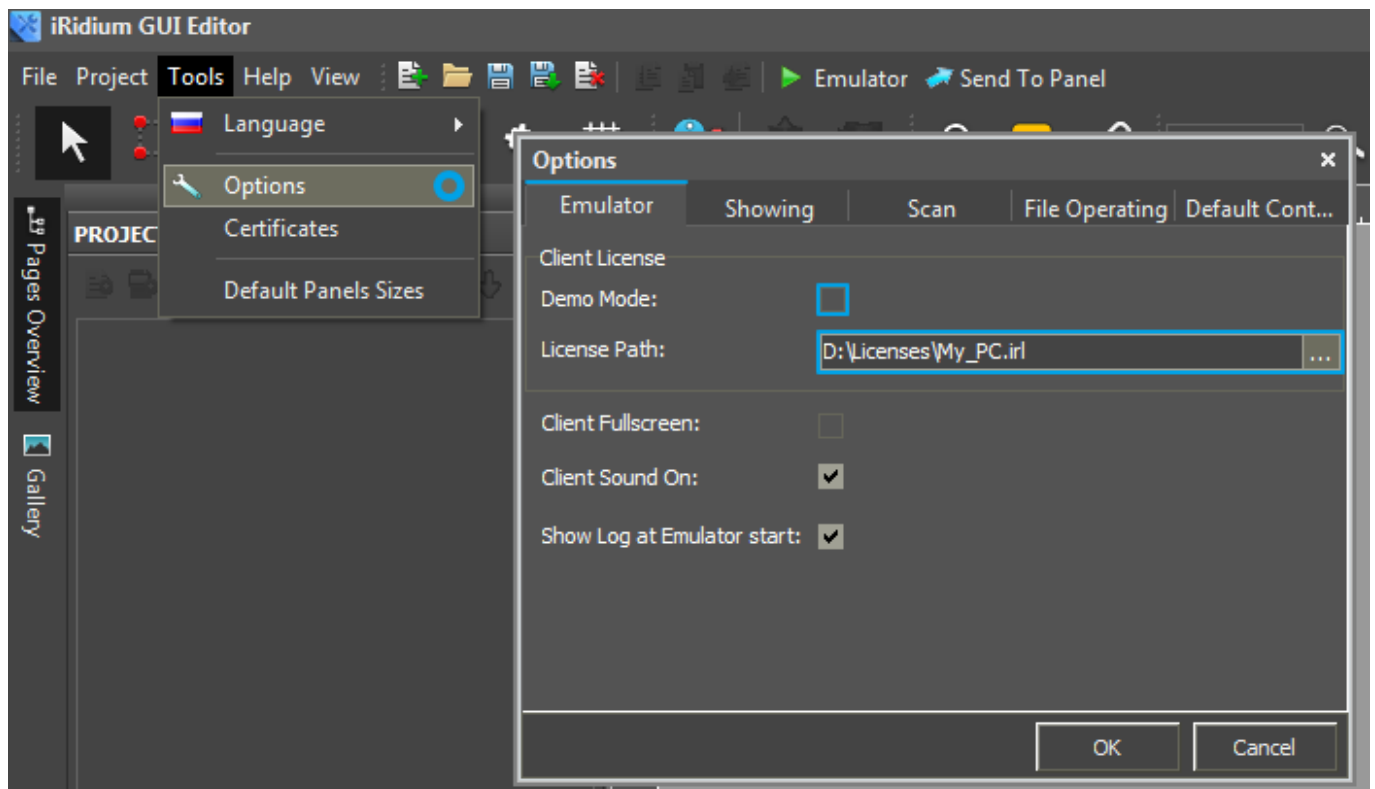 iRidium GUI Editor
File Project Tools Help View Emulator Send To Panel
Language
Options
Certificates
Default Panels Sizes
Pages Overview
Gallery
Options
Emulator Showing Scan File Operating Default Cont...
Client License
Demo Mode:
License Path: D:\Licenses\My_PC.irl ...
Client Fullscreen:
Client Sound On:
Show Log at Emulator start:
OK Cancel